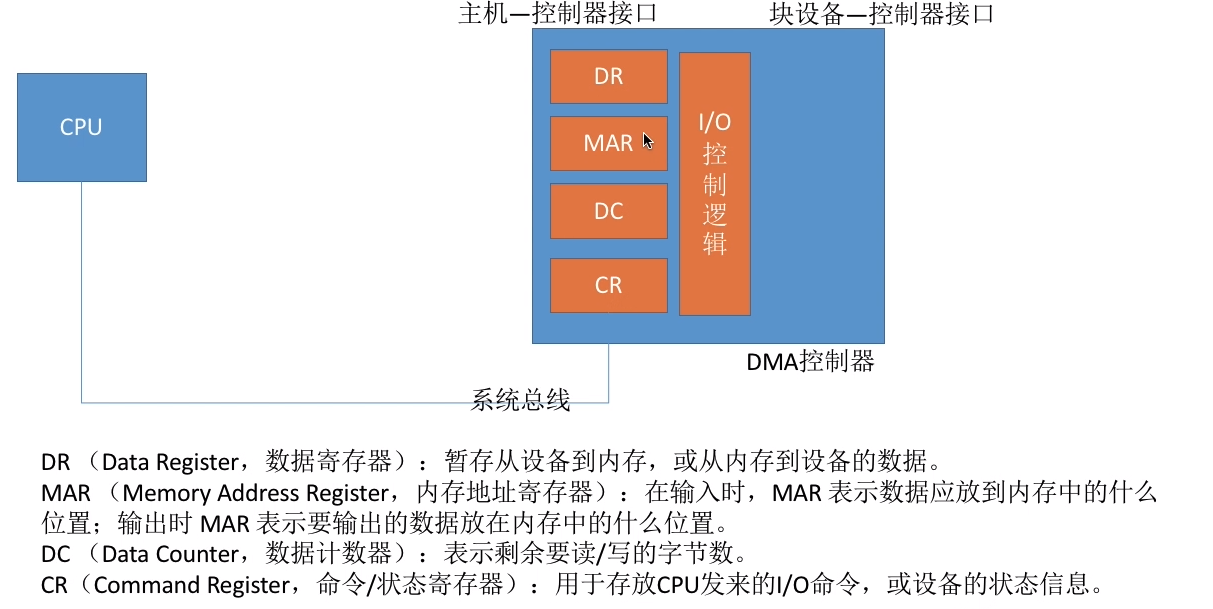 主机—控制器接口
块设备—控制器接口
CPU
DR
MAR
DC
CR
I/O
控
制
逻
辑
DMA控制器
系统总线
DR （Data Register，数据寄存器）：暂存从设备到内存，或从内存到设备的数据。
MAR （Memory Address Register，内存地址寄存器）：在输入时，MAR 表示数据应放到内存中的什么
位置；输出时 MAR 表示要输出的数据放在内存中的什么位置。
DC （Data Counter，数据计数器）：表示剩余要读/写的字节数。
CR（Command Register，命令/状态寄存器）：用于存放CPU发来的I/O命令，或设备的状态信息。